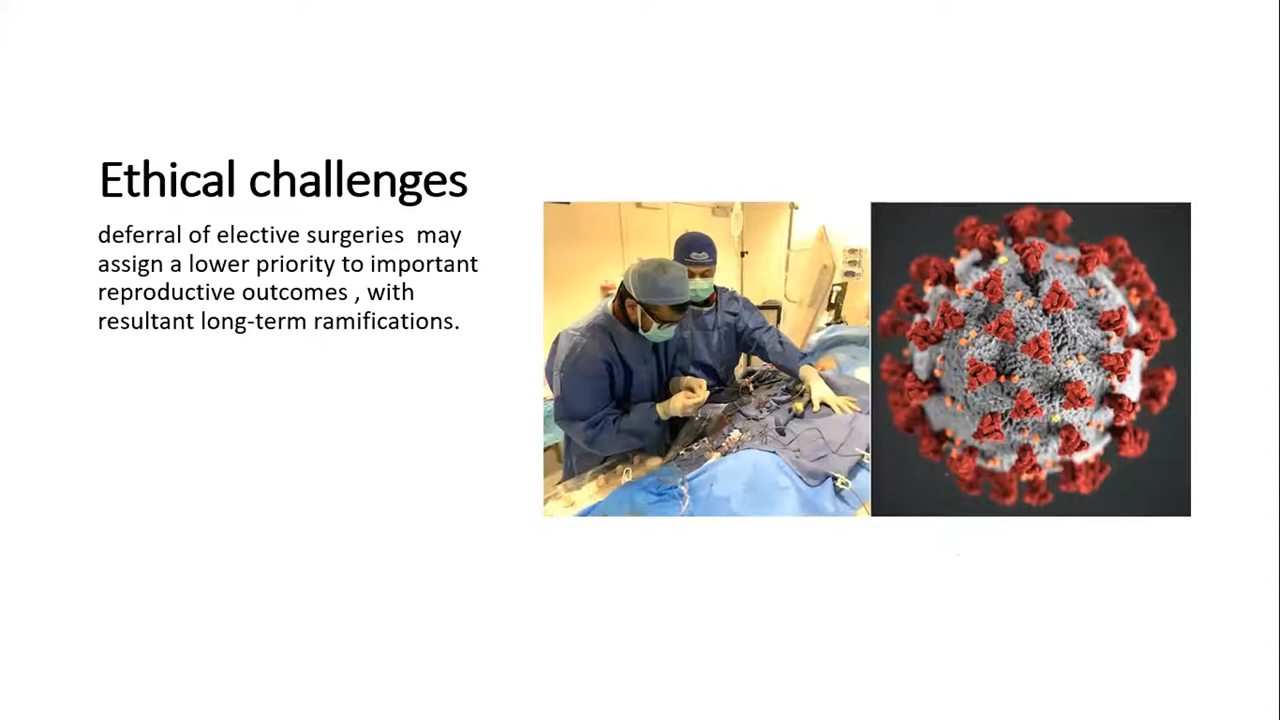 Ethical challenges
deferral of elective surgeries  may
assign a lower priority to important
reproductive outcomes , with
resultant long-term ramifications.